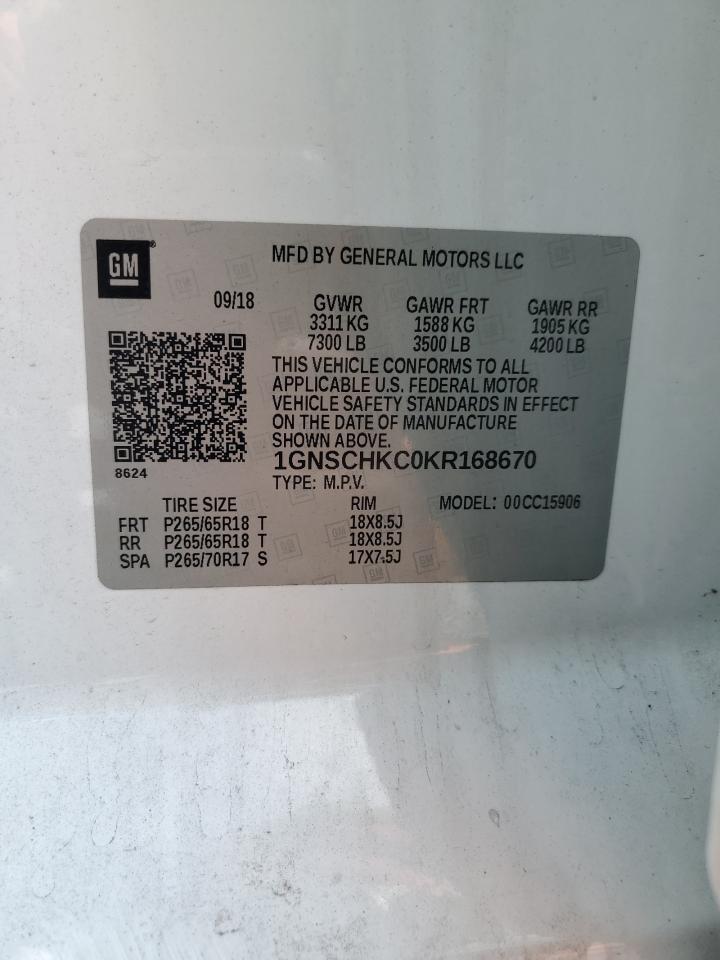 GM
MFD BY GENERAL MOTORS LLC
09/18 GVWR GAWR FRT GAWR RR
3311 KG 1588 KG 1905 KG
7300 LB 3500 LB 4200 LB
THIS VEHICLE CONFORMS TO ALL
APPLICABLE U.S. FEDERAL MOTOR
VEHICLE SAFETY STANDARDS IN EFFECT
ON THE DATE OF MANUFACTURE
SHOWN ABOVE.
8624
1GNSCHKC0KR168670
TYPE: M.P.V.
TIRE SIZE RIM MODEL: 00CC15906
FRT P265/65R18 T 18X8.5J
RR P265/65R18 T 18X8.5J
SPA P265/70R17 S 17X7.5J